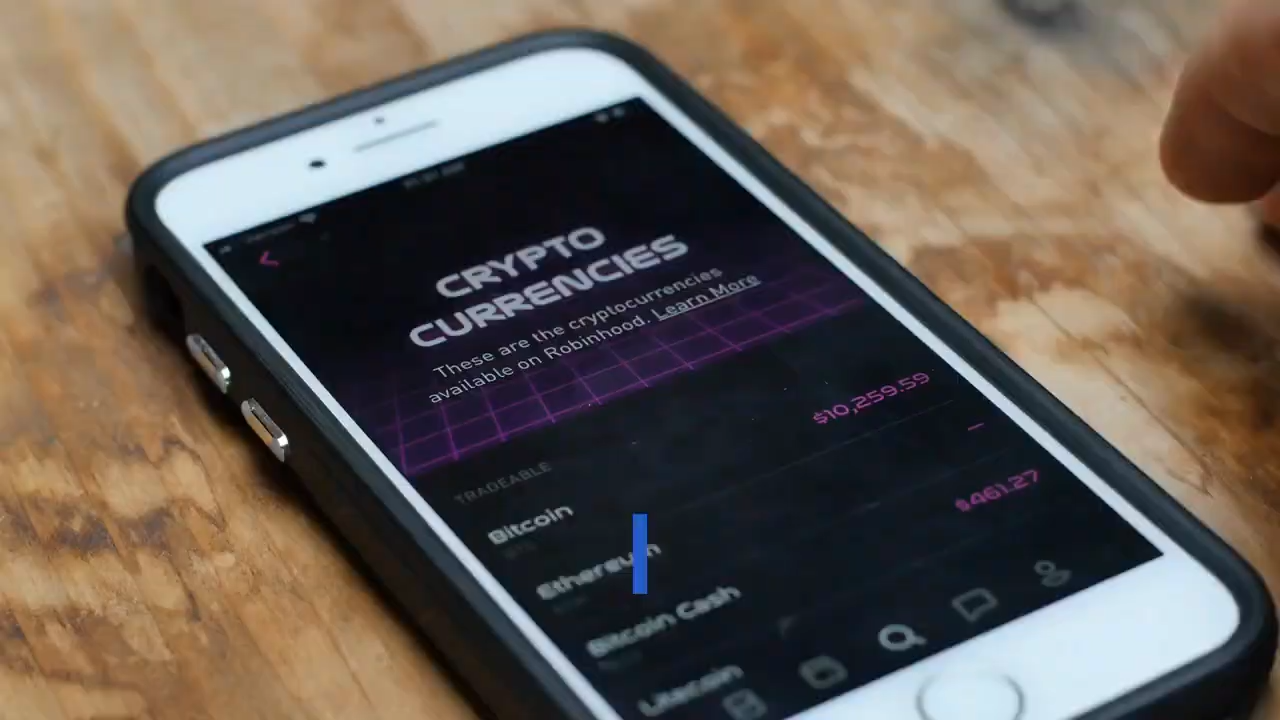 CRYPTO
CURRENCIES
These are the cryptocurrencies
available on Robinhood. Learn More
TRADEABLE
Bitcoin $10,259.59
Ethereum —
Bitcoin Cash $461.27
Litecoin